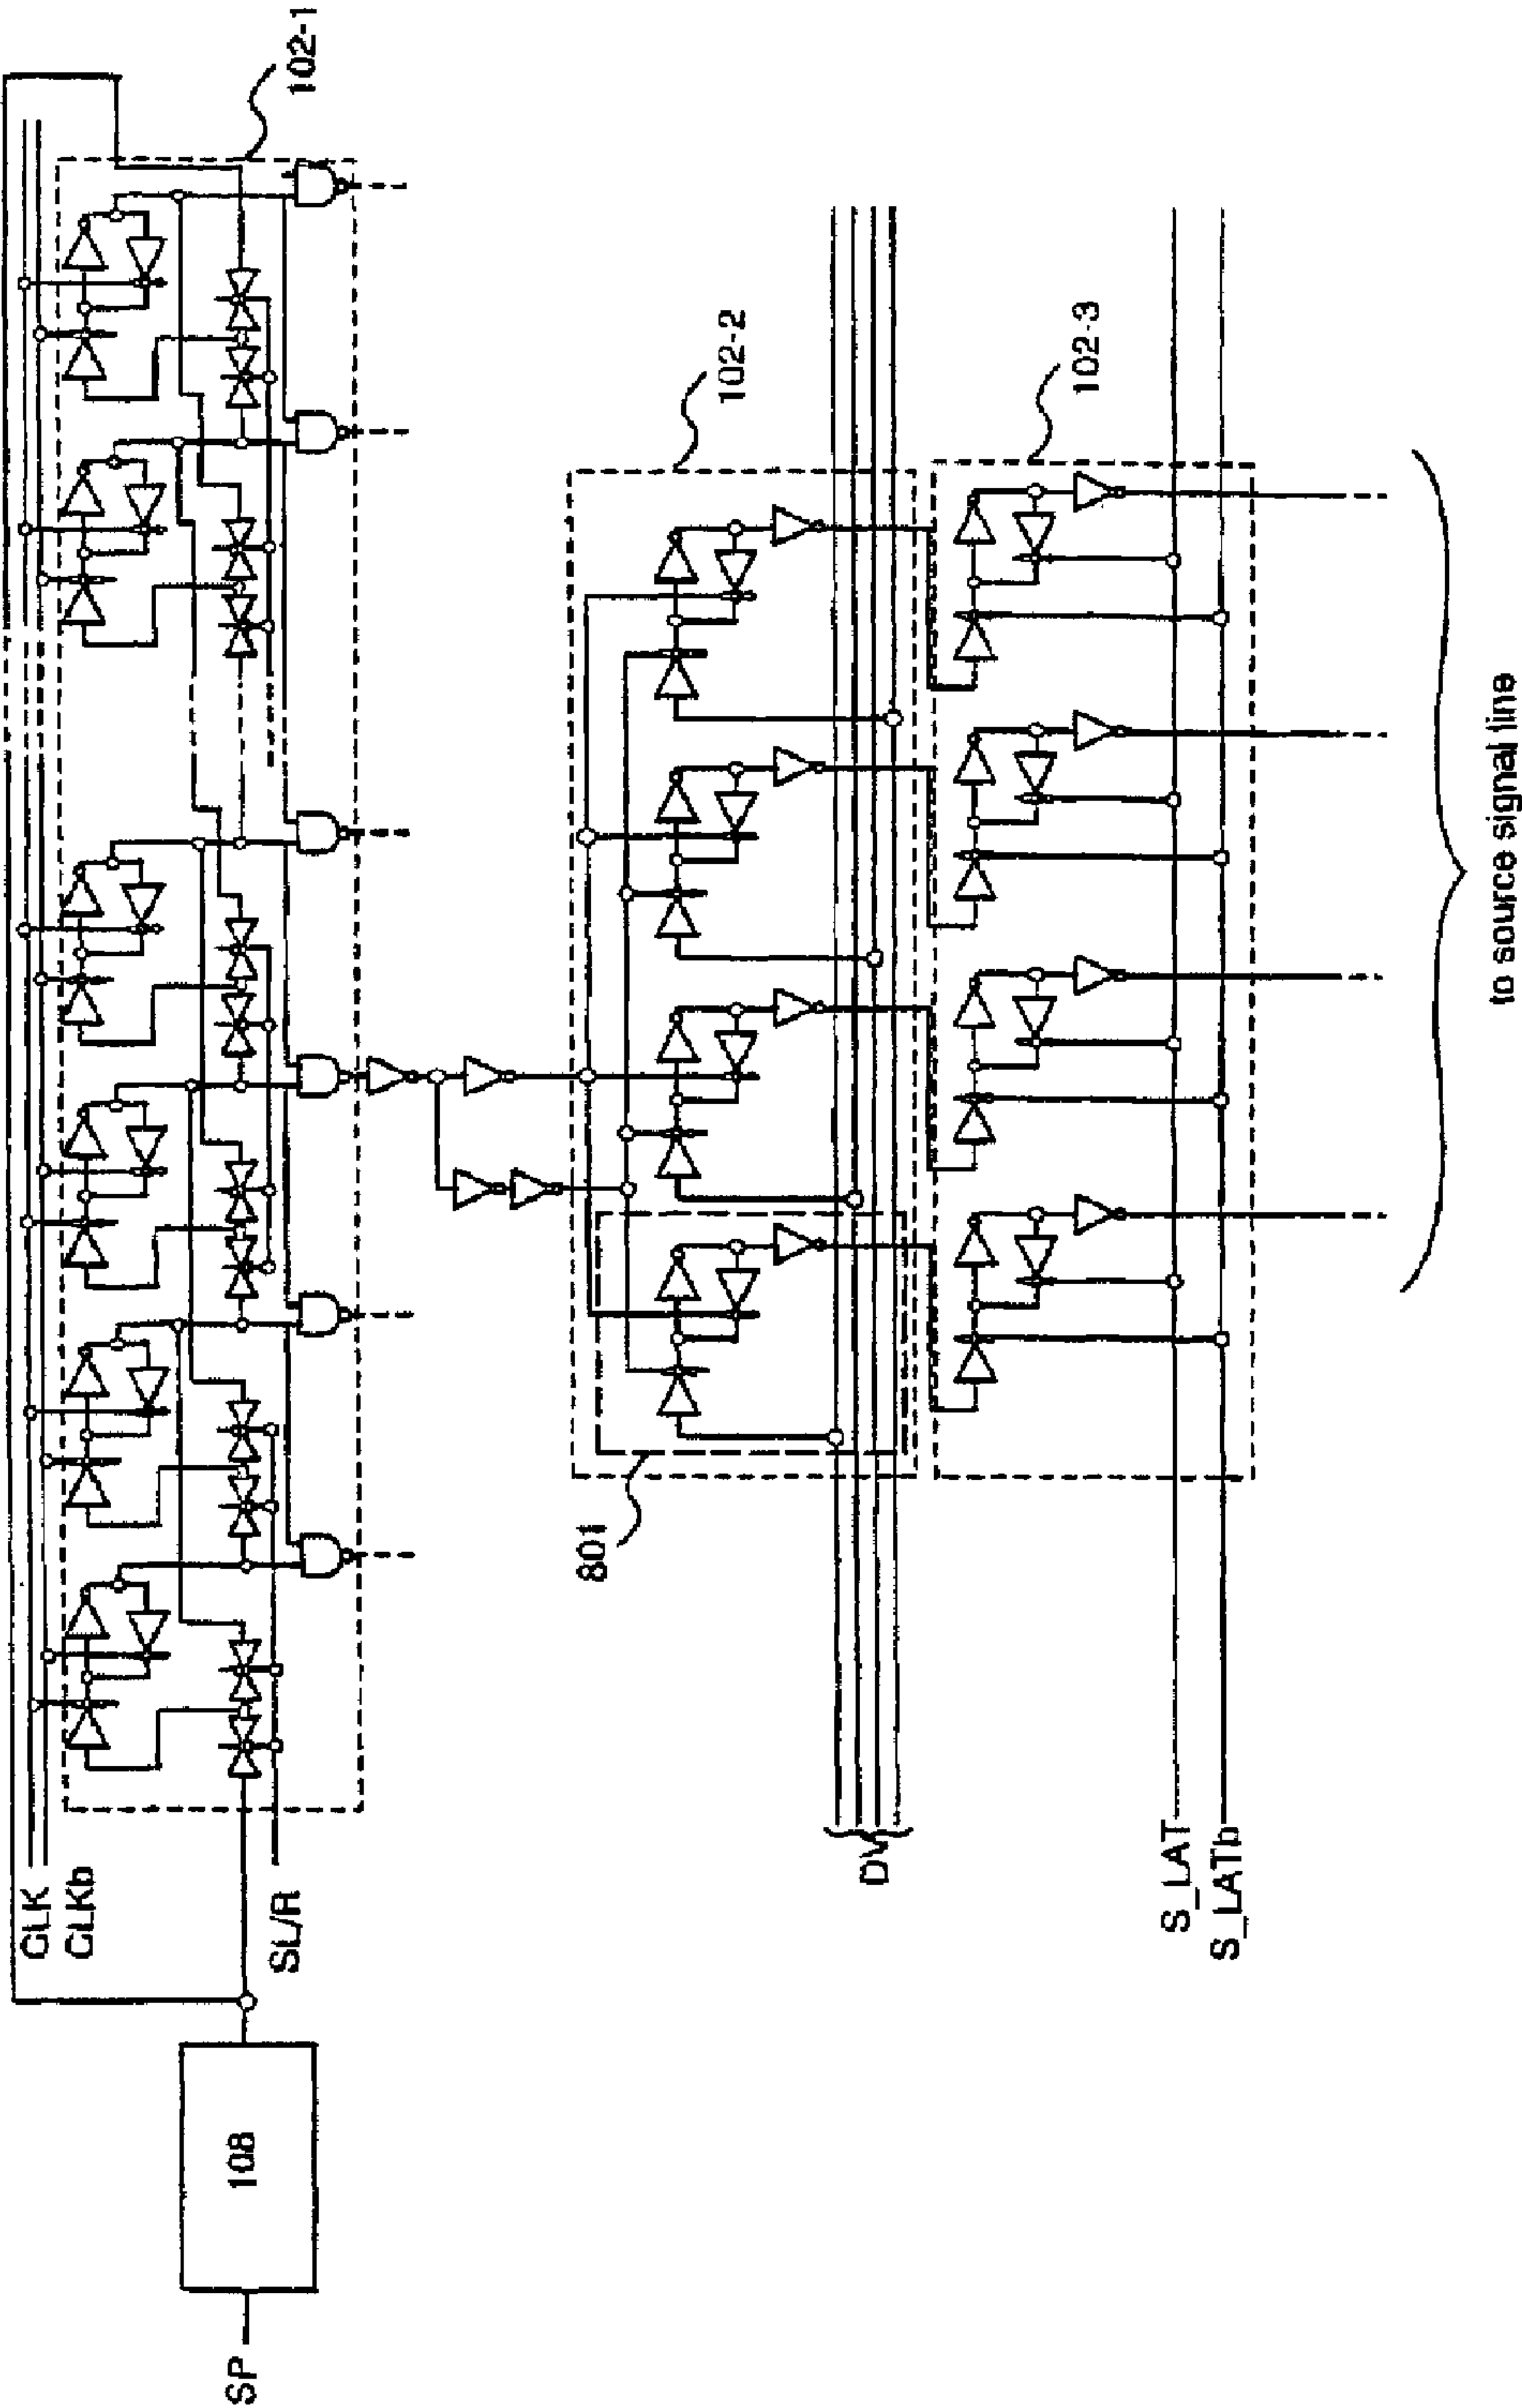 CLK
CLKb
SP
108
SL/R
102-1
801
102-2
DV
102-3
S_LAT
S_LATb
to source signal line